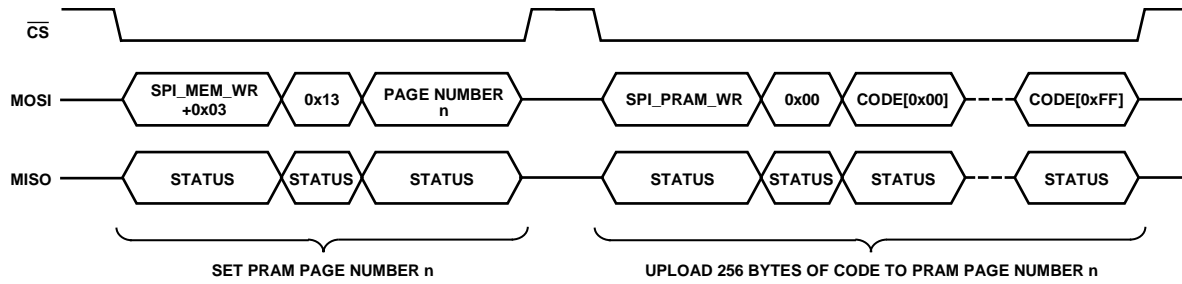 CS
MOSI
SPI_MEM_WR
+0x03
0x13
PAGE NUMBER
n
SPI_PRAM_WR
0x00
CODE[0x00]
CODE[0xFF]
MISO
STATUS
STATUS
STATUS
STATUS
STATUS
STATUS
STATUS
SET PRAM PAGE NUMBER n
UPLOAD 256 BYTES OF CODE TO PRAM PAGE NUMBER n